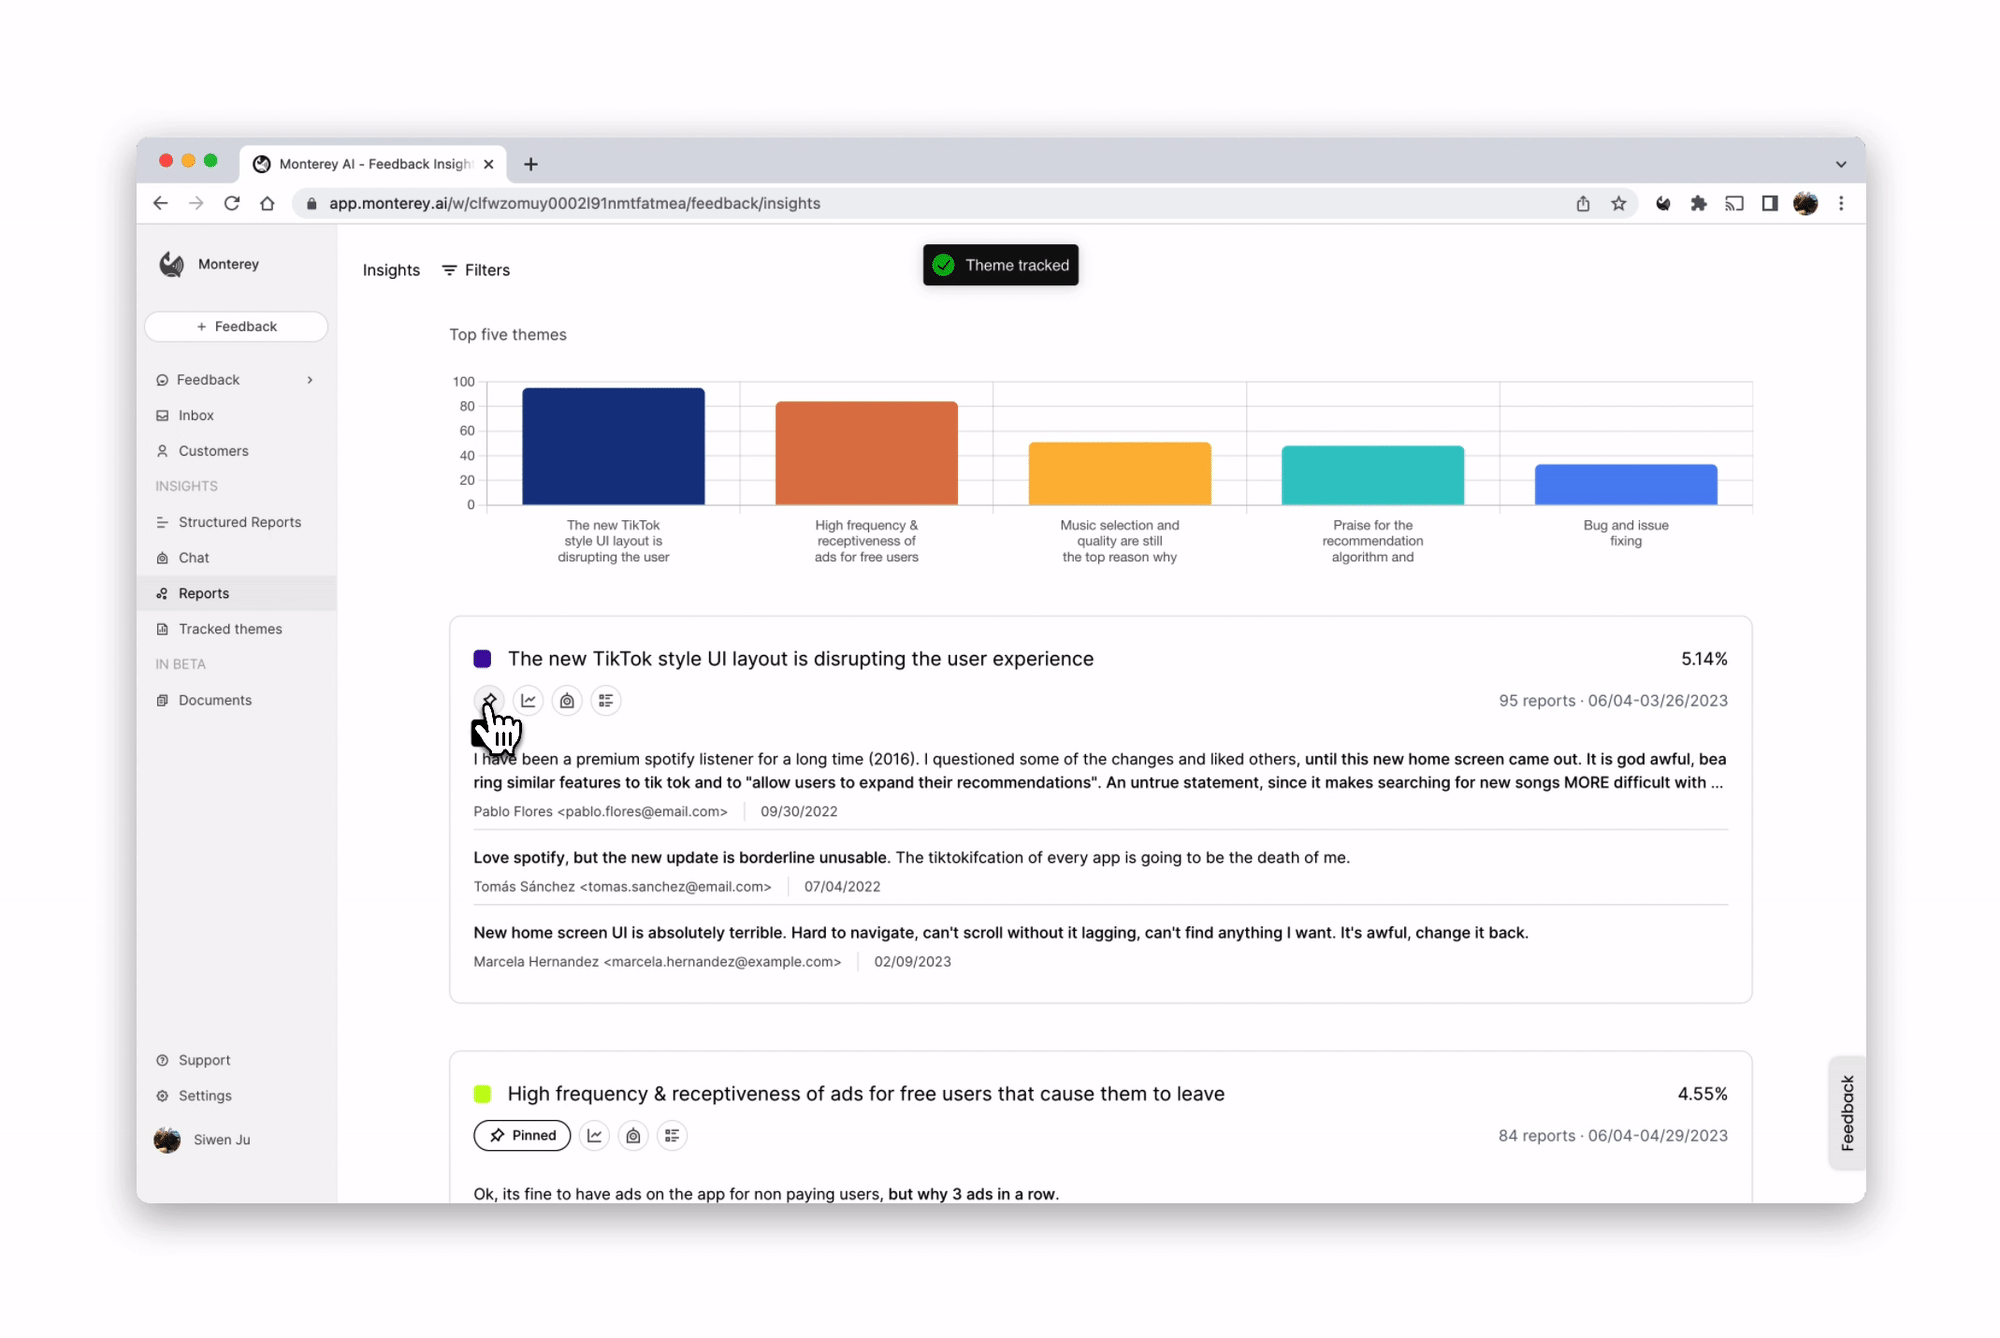 Monterey AI - Feedback Insigh
app.monterey.ai/w/clfwzomuy0002l91nmtfatmea/feedback/insights
Monterey
+ Feedback
Feedback
Inbox
Customers
INSIGHTS
Structured Reports
Chat
Reports
Tracked themes
IN BETA
Documents
Support
Settings
Siwen Ju
Insights
Filters
Theme tracked
Top five themes
100
80
60
40
20
0
The new TikTok
style UI layout is
disrupting the user
High frequency &
receptiveness of
ads for free users
Music selection and
quality are still
the top reason why
Praise for the
recommendation
algorithm and
Bug and issue
fixing
The new TikTok style UI layout is disrupting the user experience
5.14%
95 reports · 06/04-03/26/2023
I have been a premium spotify listener for a long time (2016). I questioned some of the changes and liked others, until this new home screen came out. It is god awful, bea
ring similar features to tik tok and to "allow users to expand their recommendations". An untrue statement, since it makes searching for new songs MORE difficult with ...
Pablo Flores <pablo.flores@email.com>
09/30/2022
Love spotify, but the new update is borderline unusable. The tiktokifcation of every app is going to be the death of me.
Tomás Sánchez <tomas.sanchez@email.com>
07/04/2022
New home screen UI is absolutely terrible. Hard to navigate, can't scroll without it lagging, can't find anything I want. It's awful, change it back.
Marcela Hernandez <marcela.hernandez@example.com>
02/09/2023
High frequency & receptiveness of ads for free users that cause them to leave
4.55%
Pinned
84 reports · 06/04-04/29/2023
Ok, its fine to have ads on the app for non paying users, but why 3 ads in a row.
Feedback